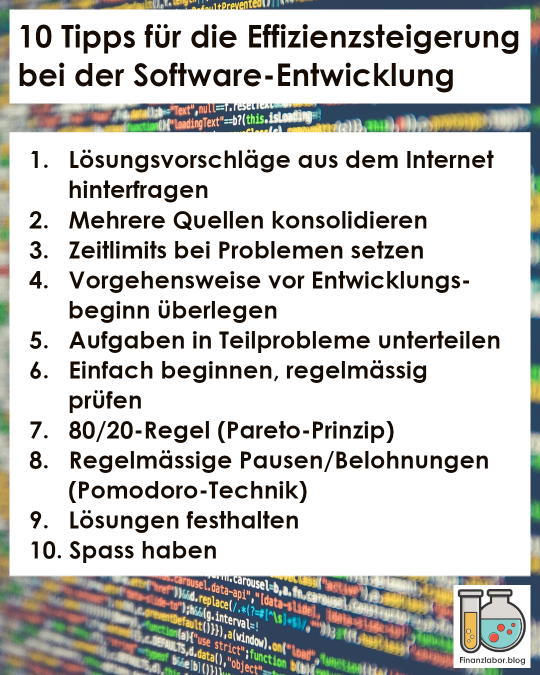 10 Tipps für die Effizienzsteigerung
bei der Software-Entwicklung
1. Lösungsvorschläge aus dem Internet
hinterfragen
2. Mehrere Quellen konsolidieren
3. Zeitlimits bei Problemen setzen
4. Vorgehensweise vor Entwicklungs-
beginn überlegen
5. Aufgaben in Teilprobleme unterteilen
6. Einfach beginnen, regelmässig
prüfen
7. 80/20-Regel (Pareto-Prinzip)
8. Regelmässige Pausen/Belohnungen
(Pomodoro-Technik)
9. Lösungen festhalten
10. Spass haben
Finanzlabor.blog